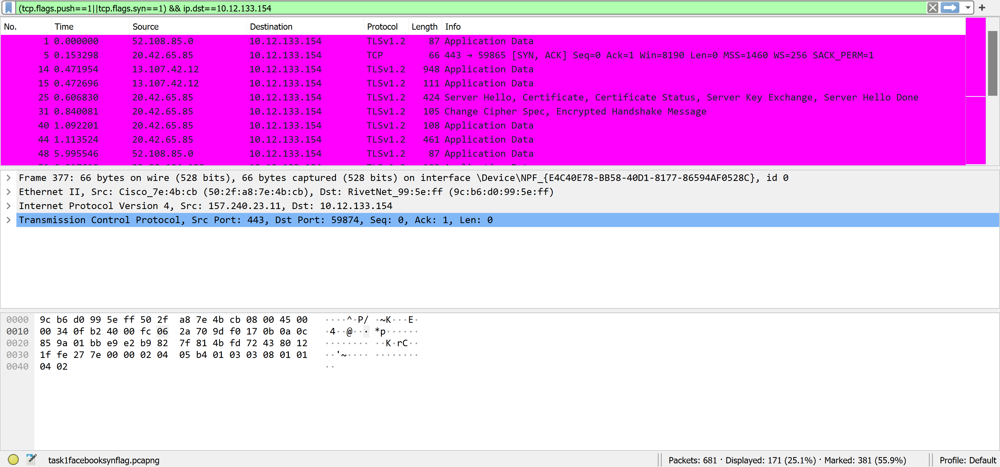 (tcp.flags.push==1||tcp.flags.syn==1) && ip.dst==10.12.133.154
No. Time Source Destination Protocol Length Info
1 0.000000 52.108.85.0 10.12.133.154 TLSv1.2 87 Application Data
5 0.153298 20.42.65.85 10.12.133.154 TCP 66 443 → 59865 [SYN, ACK] Seq=0 Ack=1 Win=8190 Len=0 MSS=1460 WS=256 SACK_PERM=1
14 0.471954 13.107.42.12 10.12.133.154 TLSv1.2 948 Application Data
15 0.472696 13.107.42.12 10.12.133.154 TLSv1.2 111 Application Data
25 0.606830 20.42.65.85 10.12.133.154 TLSv1.2 424 Server Hello, Certificate, Certificate Status, Server Key Exchange, Server Hello Done
31 0.840081 20.42.65.85 10.12.133.154 TLSv1.2 105 Change Cipher Spec, Encrypted Handshake Message
40 1.092201 20.42.65.85 10.12.133.154 TLSv1.2 108 Application Data
44 1.113524 20.42.65.85 10.12.133.154 TLSv1.2 461 Application Data
48 5.995546 52.108.85.0 10.12.133.154 TLSv1.2 87 Application Data
Frame 377: 66 bytes on wire (528 bits), 66 bytes captured (528 bits) on interface \Device\NPF_{E4C40E78-BB58-40D1-8177-86594AF0528C}, id 0
Ethernet II, Src: Cisco_7e:4b:cb (50:2f:a8:7e:4b:cb), Dst: RivetNet_99:5e:ff (9c:b6:d0:99:5e:ff)
Internet Protocol Version 4, Src: 157.240.23.11, Dst: 10.12.133.154
Transmission Control Protocol, Src Port: 443, Dst Port: 59874, Seq: 0, Ack: 1, Len: 0
0000 9c b6 d0 99 5e ff 50 2f a8 7e 4b cb 08 00 45 00 ····^·P/ ·~K···E·
0010 00 34 0f b2 40 00 fc 06 2a 70 9d f0 17 0b 0a 0c ·4··@··· *p······
0020 85 9a 01 bb e9 e2 b9 82 7f 81 4b fd 72 43 80 12 ········ ··K·rC··
0030 1f fe 27 7e 00 00 02 04 05 b4 01 03 03 08 01 01 ··'~···· ········
0040 04 02 ··
task1facebooksynflag.pcapng Packets: 681 · Displayed: 171 (25.1%) · Marked: 381 (55.9%) Profile: Default